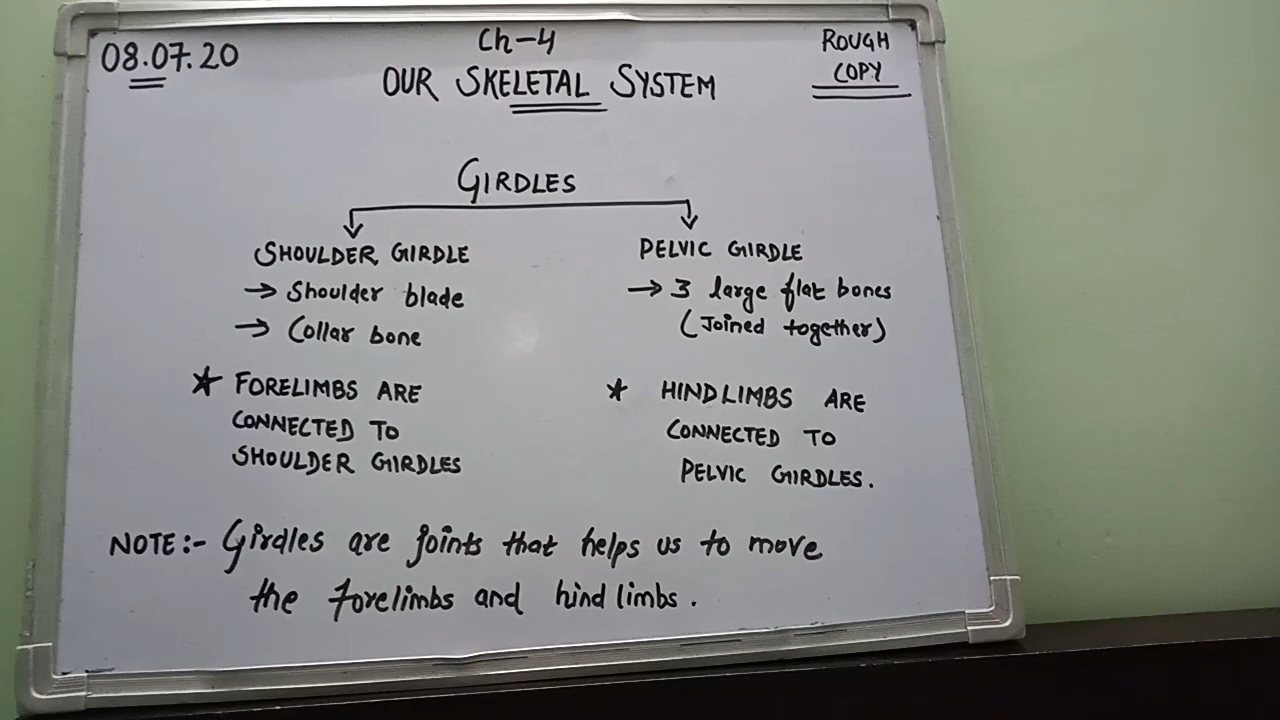 08.07.20
Ch-4
ROUGH
COPY
OUR SKELETAL SYSTEM
GIRDLES
SHOULDER GIRDLE
→ Shoulder blade
→ Collar bone
★ FORELIMBS ARE
CONNECTED TO
SHOULDER GIRDLES
PELVIC GIRDLE
→ 3 large flat bones
(Joined together)
★ HINDLIMBS ARE
CONNECTED TO
PELVIC GIRDLES.
NOTE:- Girdles are joints that helps us to move
the forelimbs and hind limbs.